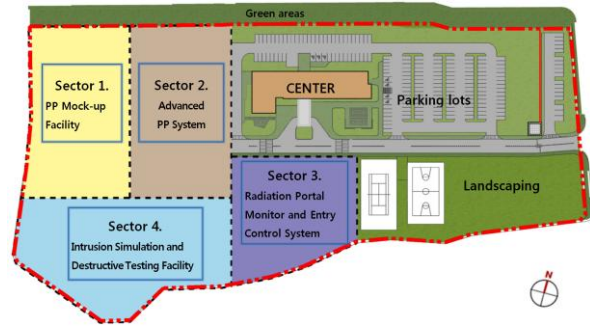 Green areas
Sector 1.
PP Mock-up
Facility
Sector 2.
Advanced
PP System
CENTER
Parking lots
Sector 3.
Radiation Portal
Monitor and Entry
Control System
Landscaping
Sector 4.
Intrusion Simulation and
Destructive Testing Facility
N